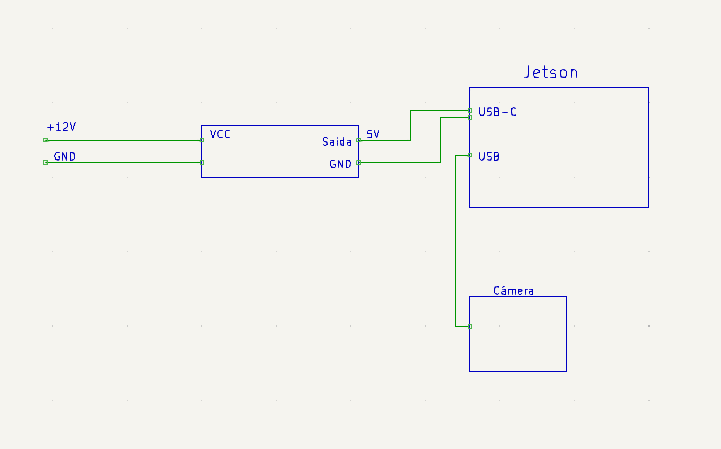 Jetson
+12V
GND
VCC
Saida
GND
5V
USB-C
USB
Câmera